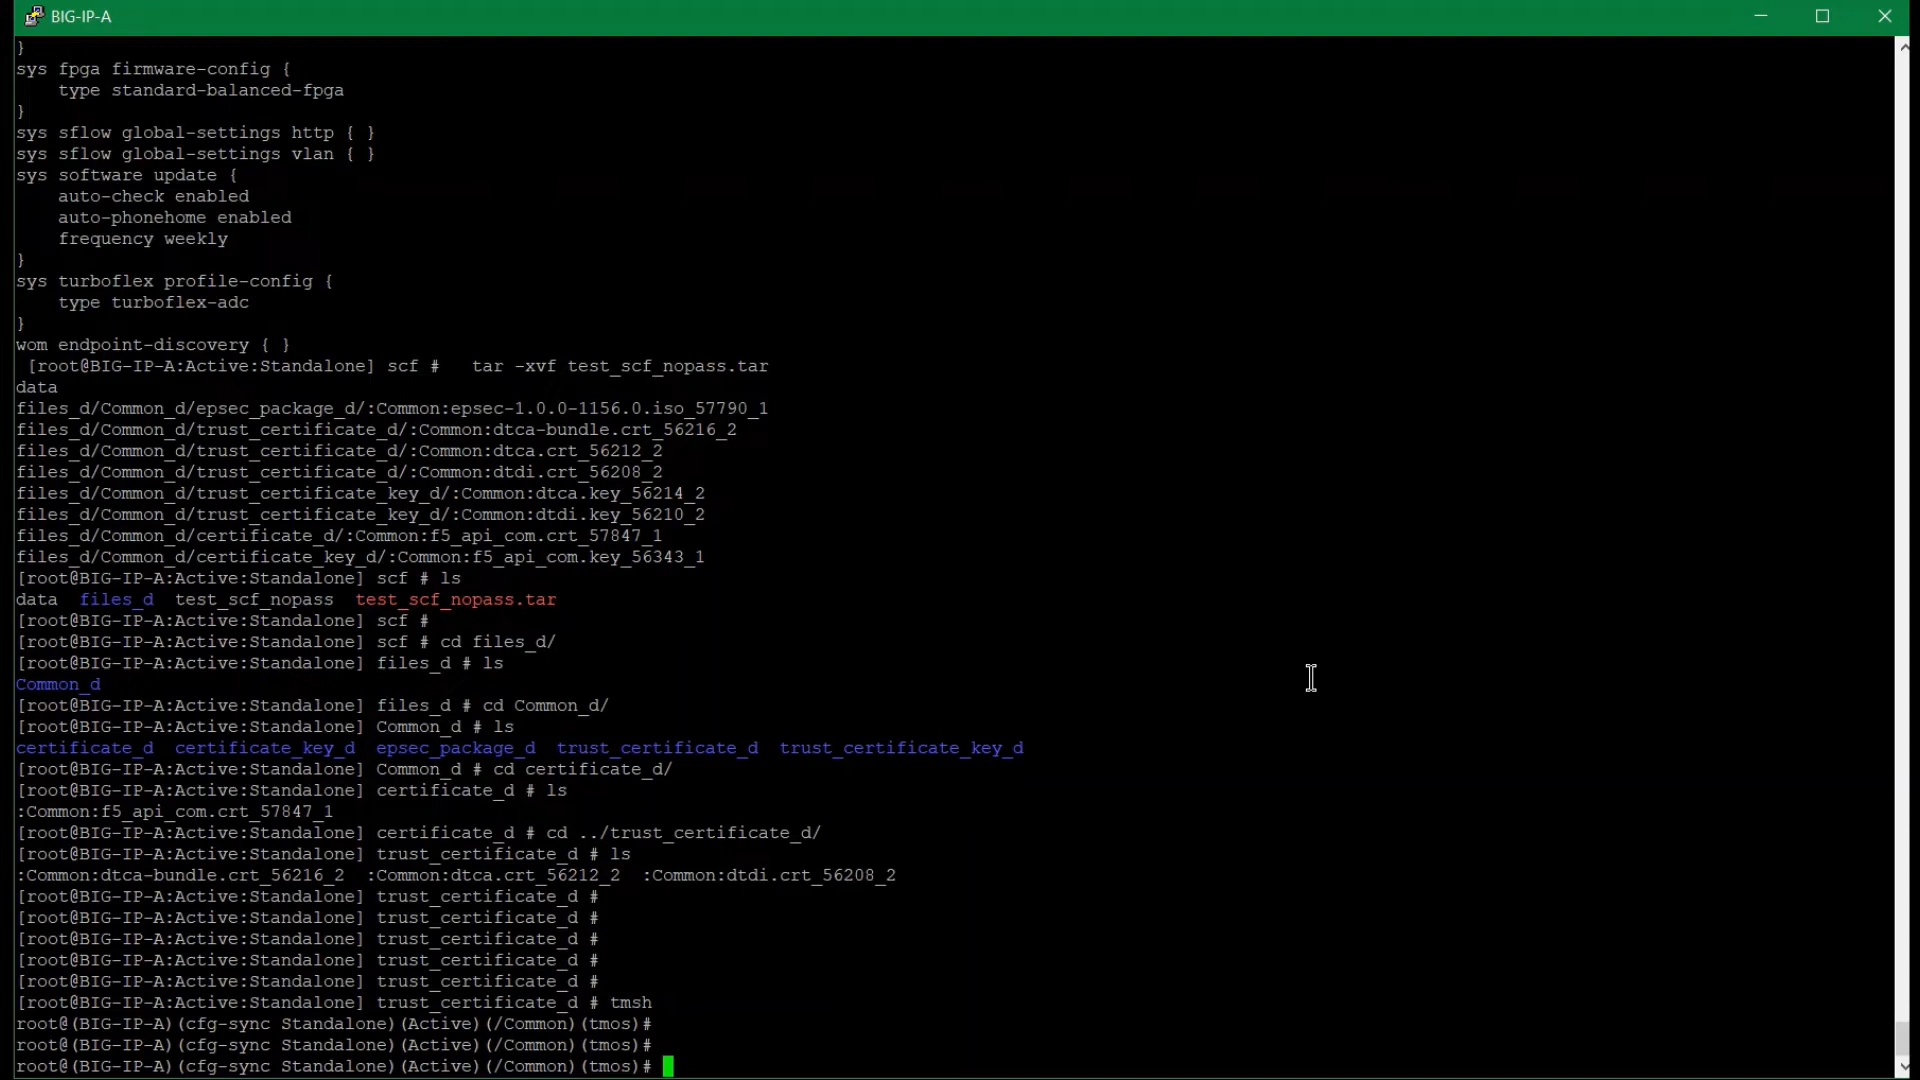 BIG-IP-A
}
sys fpga firmware-config {
    type standard-balanced-fpga
}
sys sflow global-settings http { }
sys sflow global-settings vlan { }
sys software update {
    auto-check enabled
    auto-phonehome enabled
    frequency weekly
}
sys turboflex profile-config {
    type turboflex-adc
}
wom endpoint-discovery { }
 [root@BIG-IP-A:Active:Standalone] scf #   tar -xvf test_scf_nopass.tar
data
files_d/Common_d/epsec_package_d/:Common:epsec-1.0.0-1156.0.iso_57790_1
files_d/Common_d/trust_certificate_d/:Common:dtca-bundle.crt_56216_2
files_d/Common_d/trust_certificate_d/:Common:dtca.crt_56212_2
files_d/Common_d/trust_certificate_d/:Common:dtdi.crt_56208_2
files_d/Common_d/trust_certificate_key_d/:Common:dtca.key_56214_2
files_d/Common_d/trust_certificate_key_d/:Common:dtdi.key_56210_2
files_d/Common_d/certificate_d/:Common:f5_api_com.crt_57847_1
files_d/Common_d/certificate_key_d/:Common:f5_api_com.key_56343_1
[root@BIG-IP-A:Active:Standalone] scf # ls
data  files_d  test_scf_nopass  test_scf_nopass.tar
[root@BIG-IP-A:Active:Standalone] scf #
[root@BIG-IP-A:Active:Standalone] scf # cd files_d/
[root@BIG-IP-A:Active:Standalone] files_d # ls
Common_d
[root@BIG-IP-A:Active:Standalone] files_d # cd Common_d/
[root@BIG-IP-A:Active:Standalone] Common_d # ls
certificate_d  certificate_key_d  epsec_package_d  trust_certificate_d  trust_certificate_key_d
[root@BIG-IP-A:Active:Standalone] Common_d # cd certificate_d/
[root@BIG-IP-A:Active:Standalone] certificate_d # ls
:Common:f5_api_com.crt_57847_1
[root@BIG-IP-A:Active:Standalone] certificate_d # cd ../trust_certificate_d/
[root@BIG-IP-A:Active:Standalone] trust_certificate_d # ls
:Common:dtca-bundle.crt_56216_2  :Common:dtca.crt_56212_2  :Common:dtdi.crt_56208_2
[root@BIG-IP-A:Active:Standalone] trust_certificate_d #
[root@BIG-IP-A:Active:Standalone] trust_certificate_d #
[root@BIG-IP-A:Active:Standalone] trust_certificate_d #
[root@BIG-IP-A:Active:Standalone] trust_certificate_d #
[root@BIG-IP-A:Active:Standalone] trust_certificate_d #
[root@BIG-IP-A:Active:Standalone] trust_certificate_d # tmsh
root@(BIG-IP-A)(cfg-sync Standalone)(Active)(/Common)(tmos)#
root@(BIG-IP-A)(cfg-sync Standalone)(Active)(/Common)(tmos)#
root@(BIG-IP-A)(cfg-sync Standalone)(Active)(/Common)(tmos)#